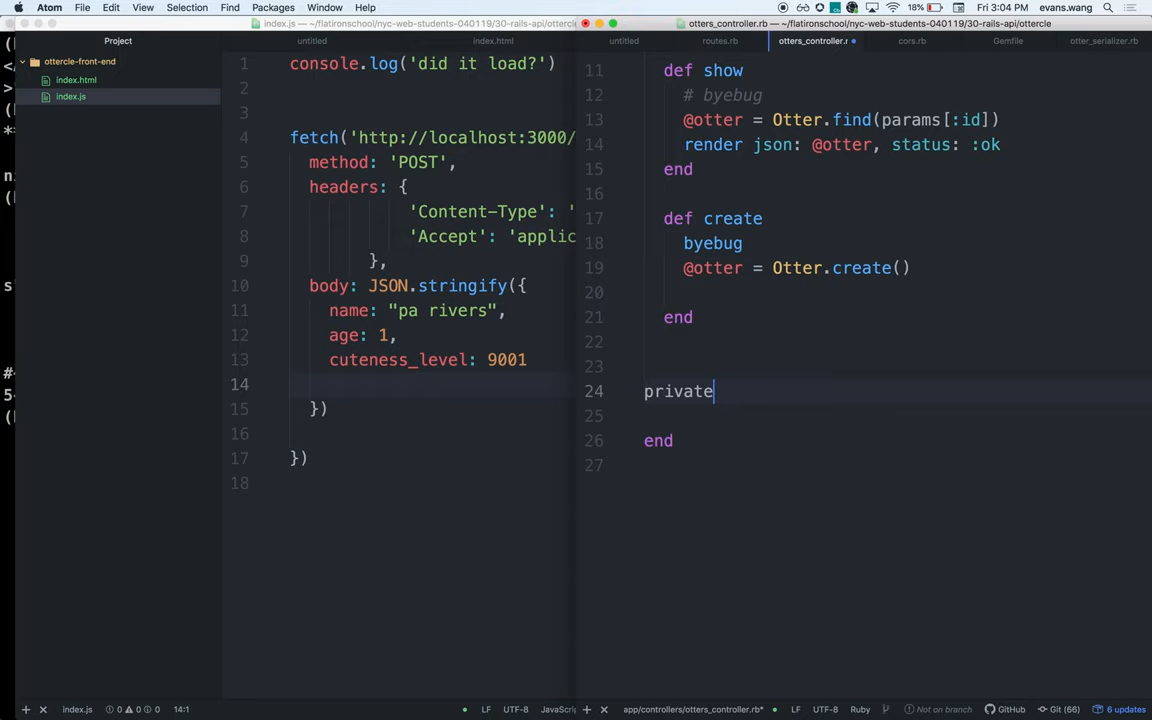 Atom File Edit View Selection Find Packages Window Help
18% Fri 3:04 PM evans.wang
index.js — ~/flatironschool/nyc-web-students-040119/30-rails-api/ottercle
otters_controller.rb — ~/flatironschool/nyc-web-students-040119/30-rails-api/ottercle
Project
untitled
index.html
untitled
routes.rb
otters_controller.r
cors.rb
Gemfile
otter_serializer.rb
ottercle-front-end
index.html
index.js
1 console.log('did it load?')
2
3
4 fetch('http://localhost:3000/
5 method: 'POST',
6 headers: {
7 'Content-Type': '
8 'Accept': 'applic
9 },
10 body: JSON.stringify({
11 name: "pa rivers",
12 age: 1,
13 cuteness_level: 9001
14
15 })
16
17 })
18
11 def show
12 # byebug
13 @otter = Otter.find(params[:id])
14 render json: @otter, status: :ok
15 end
16
17 def create
18 byebug
19 @otter = Otter.create()
20
21 end
22
23
24 private
25
26 end
27
index.js 0 0 0 14:1
LF UTF-8 JavaScrip
app/controllers/otters_controller.rb*
LF UTF-8 Ruby Not on branch GitHub Git (66) 6 updates